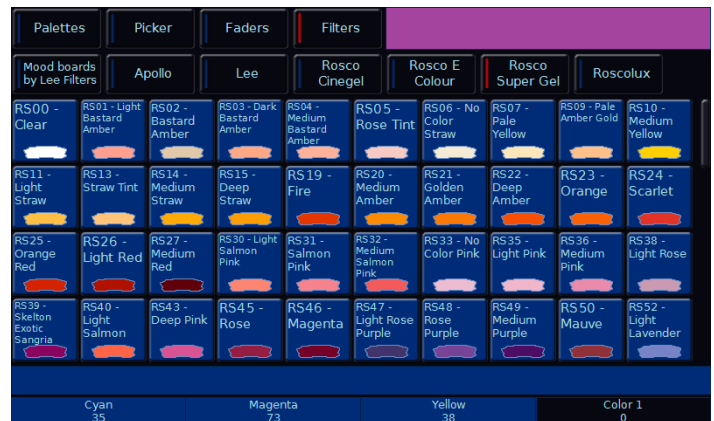 Palettes
Picker
Faders
Filters
Mood boards
by Lee Filters
Apollo
Lee
Rosco
Cinegel
Rosco E
Colour
Rosco
Super Gel
Roscolux
RS00 -
Clear
RS01 - Light
Bastard
Amber
RS02 -
Bastard
Amber
RS03 - Dark
Bastard
Amber
RS04 -
Medium
Bastard
Amber
RS05 -
Rose Tint
RS06 - No
Color
Straw
RS07 -
Pale
Yellow
RS09 - Pale
Amber Gold
RS10 -
Medium
Yellow
RS11 -
Light
Straw
RS13 -
Straw Tint
RS14 -
Medium
Straw
RS15 -
Deep
Straw
RS19 -
Fire
RS20 -
Medium
Amber
RS21 -
Golden
Amber
RS22 -
Deep
Amber
RS23 -
Orange
RS24 -
Scarlet
RS25 -
Orange
Red
RS26 -
Light Red
RS27 -
Medium
Red
RS30 - Light
Salmon
Pink
RS31 -
Salmon
Pink
RS32 -
Medium
Salmon
Pink
RS33 - No
Color Pink
RS35 -
Light Pink
RS36 -
Medium
Pink
RS38 -
Light Rose
RS39 -
Skelton
Exotic
Sangria
RS40 -
Light
Salmon
RS43 -
Deep Pink
RS45 -
Rose
RS46 -
Magenta
RS47 -
Light Rose
Purple
RS48 -
Rose
Purple
RS49 -
Medium
Purple
RS50 -
Mauve
RS52 -
Light
Lavender
Cyan
35
Magenta
73
Yellow
38
Color 1
0